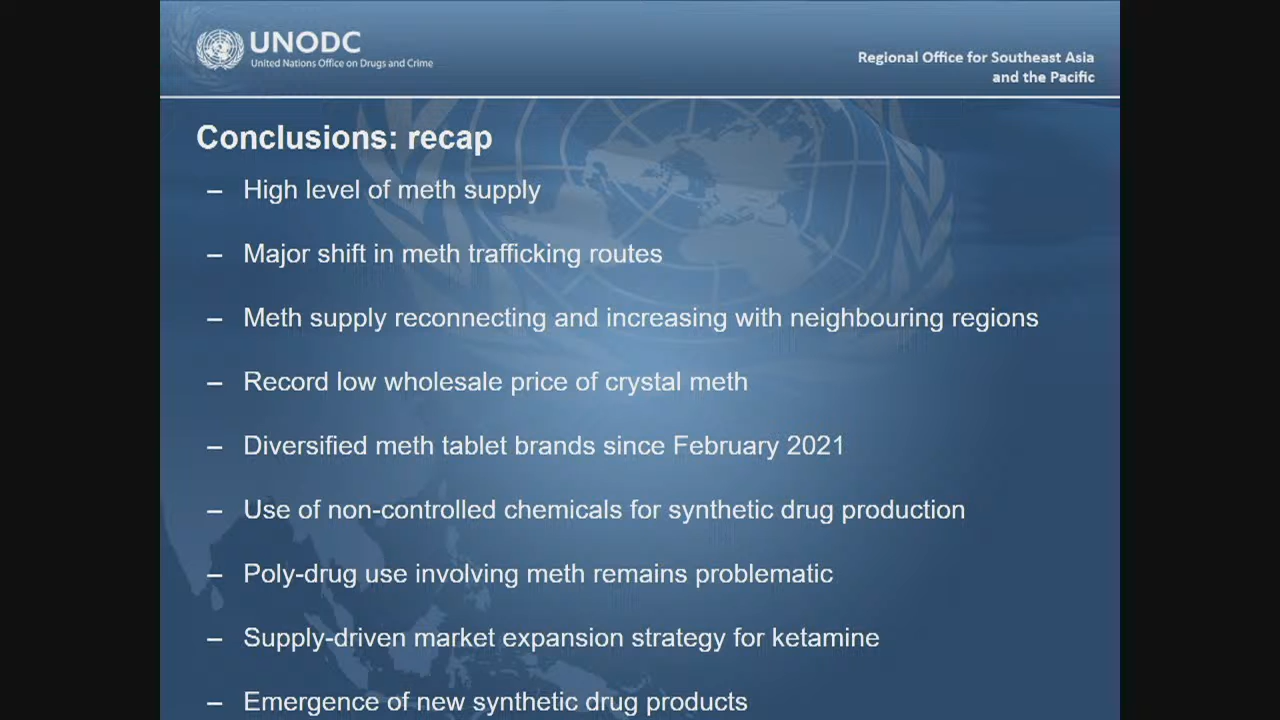 UNODC
United Nations Office on Drugs and Crime
Regional Office for Southeast Asia
and the Pacific
Conclusions: recap
– High level of meth supply
– Major shift in meth trafficking routes
– Meth supply reconnecting and increasing with neighbouring regions
– Record low wholesale price of crystal meth
– Diversified meth tablet brands since February 2021
– Use of non-controlled chemicals for synthetic drug production
– Poly-drug use involving meth remains problematic
– Supply-driven market expansion strategy for ketamine
– Emergence of new synthetic drug products